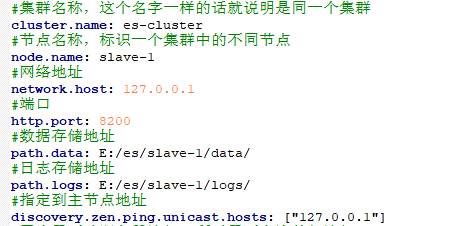 #集群名称，这个名字一样的话就说明是同一个集群
cluster.name: es-cluster
#节点名称，标识一个集群中的不同节点
node.name: slave-1
#网络地址
network.host: 127.0.0.1
#端口
http.port: 8200
#数据存储地址
path.data: E:/es/slave-1/data/
#日志存储地址
path.logs: E:/es/slave-1/logs/
#指定到主节点地址
discovery.zen.ping.unicast.hosts: ["127.0.0.1"]